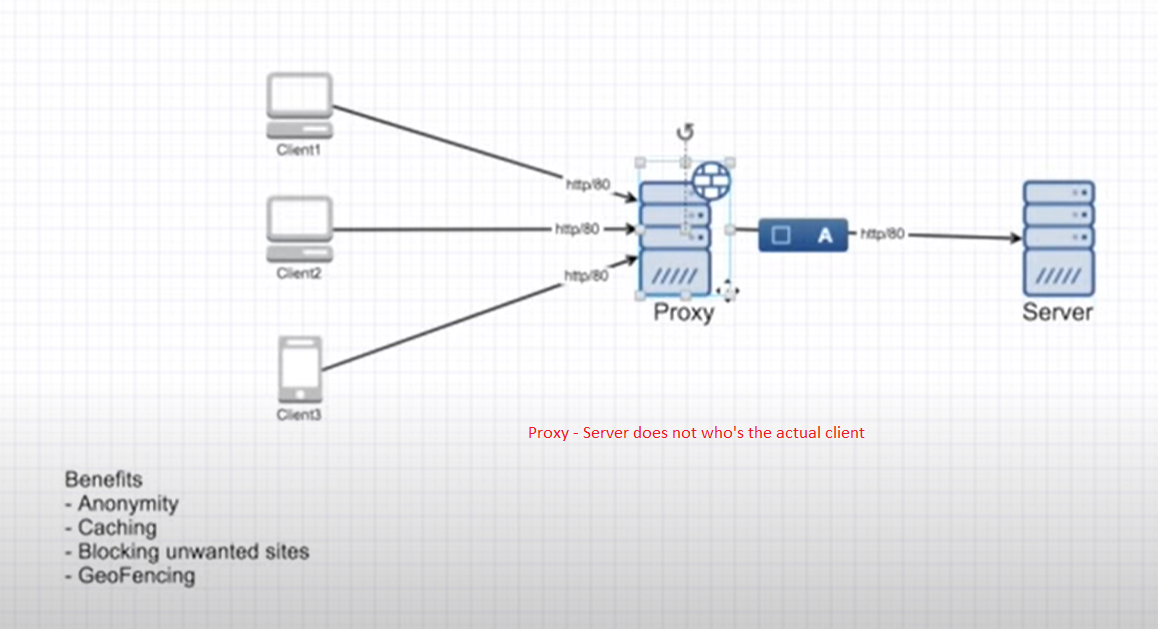 Client1
http/80
http/80
A
http/80
Client2
http/80
Proxy
Server
Client3
Proxy - Server does not who's the actual client
Benefits
- Anonymity
- Caching
- Blocking unwanted sites
- GeoFencing